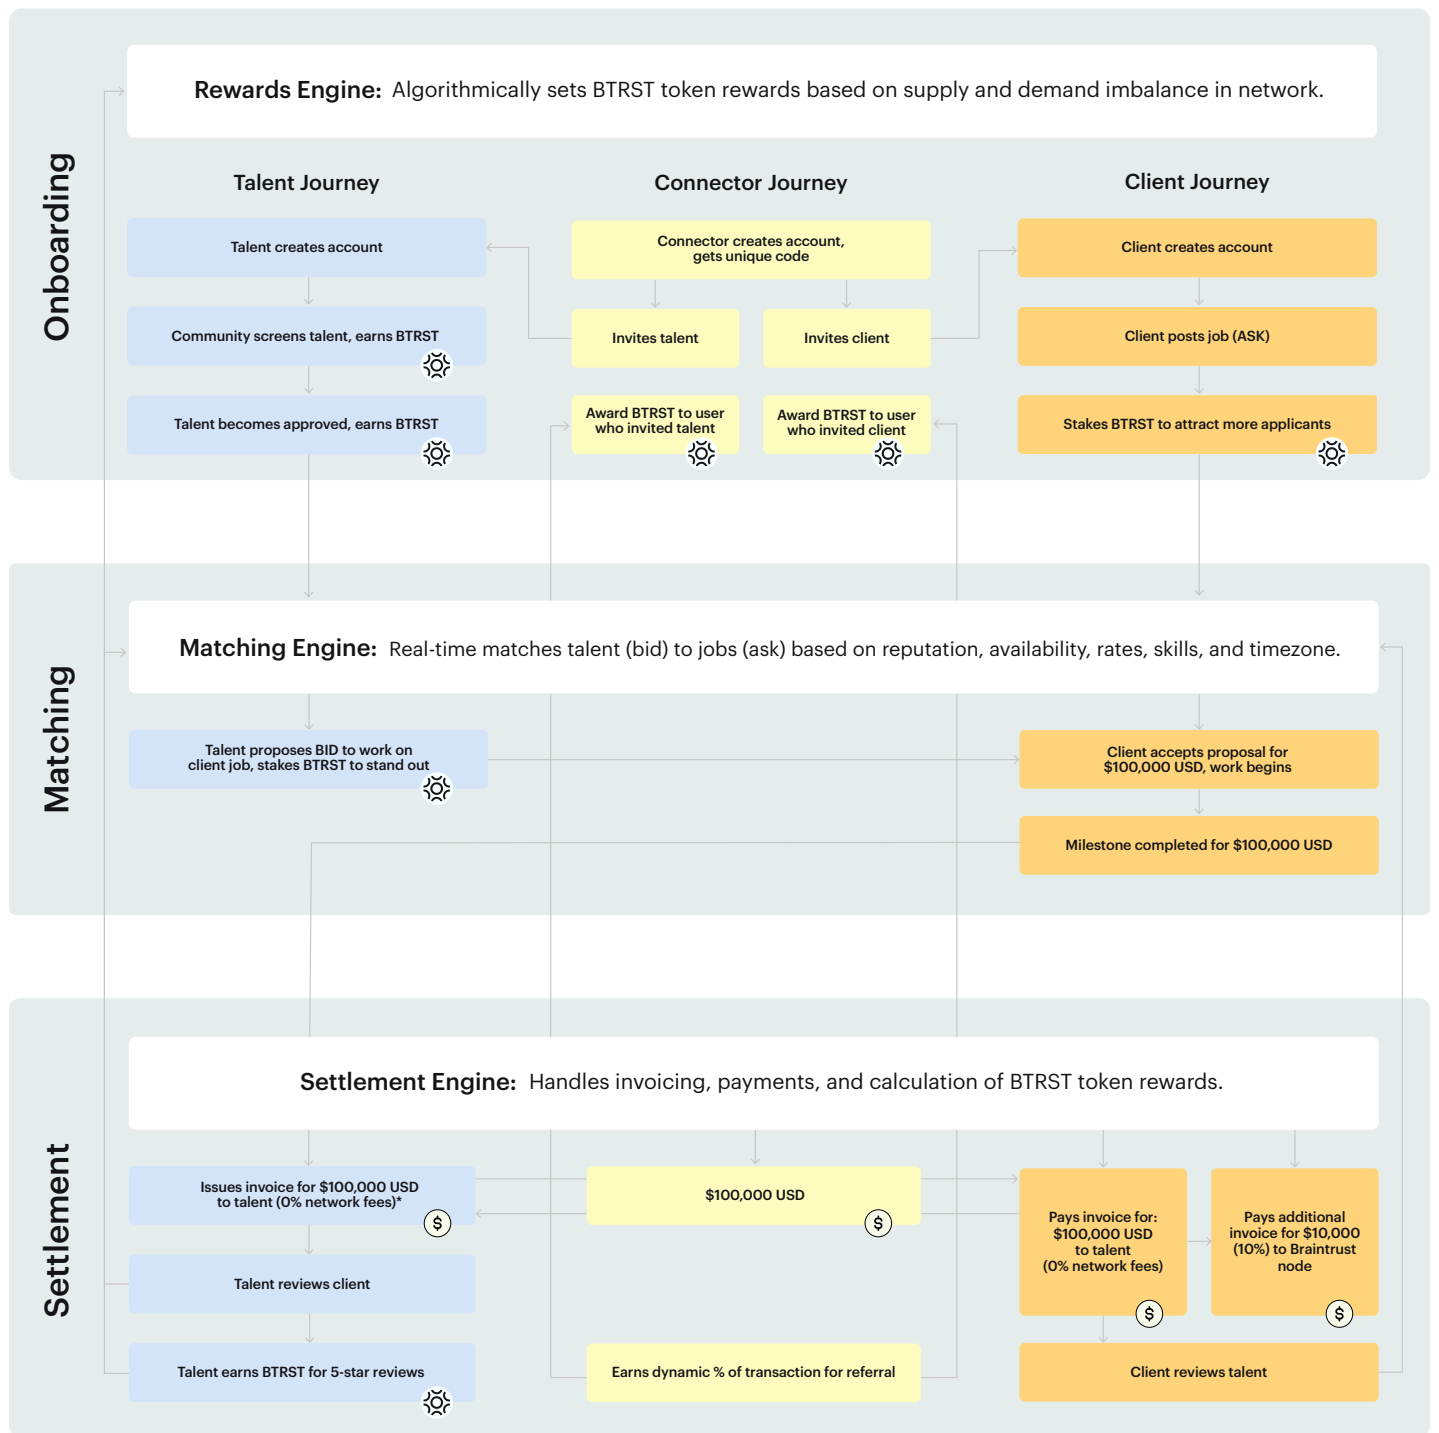 Onboarding
Rewards Engine: Algorithmically sets BTRST token rewards based on supply and demand imbalance in network.
Talent Journey
Connector Journey
Client Journey
Talent creates account
Connector creates account,
gets unique code
Client creates account
Community screens talent, earns BTRST
Invites talent
Invites client
Client posts job (ASK)
Talent becomes approved, earns BTRST
Award BTRST to user
who invited talent
Award BTRST to user
who invited client
Stakes BTRST to attract more applicants
Matching
Matching Engine: Real-time matches talent (bid) to jobs (ask) based on reputation, availability, rates, skills, and timezone.
Talent proposes BID to work on
client job, stakes BTRST to stand out
Client accepts proposal for
$100,000 USD, work begins
Milestone completed for $100,000 USD
Settlement
Settlement Engine: Handles invoicing, payments, and calculation of BTRST token rewards.
Issues invoice for $100,000 USD
to talent (0% network fees)*
$
$100,000 USD
$
Pays invoice for:
$100,000 USD
to talent
(0% network fees)
$
Pays additional
invoice for $10,000
(10%) to Braintrust
node
$
Talent reviews client
Talent earns BTRST for 5-star reviews
Earns dynamic % of transaction for referral
Client reviews talent